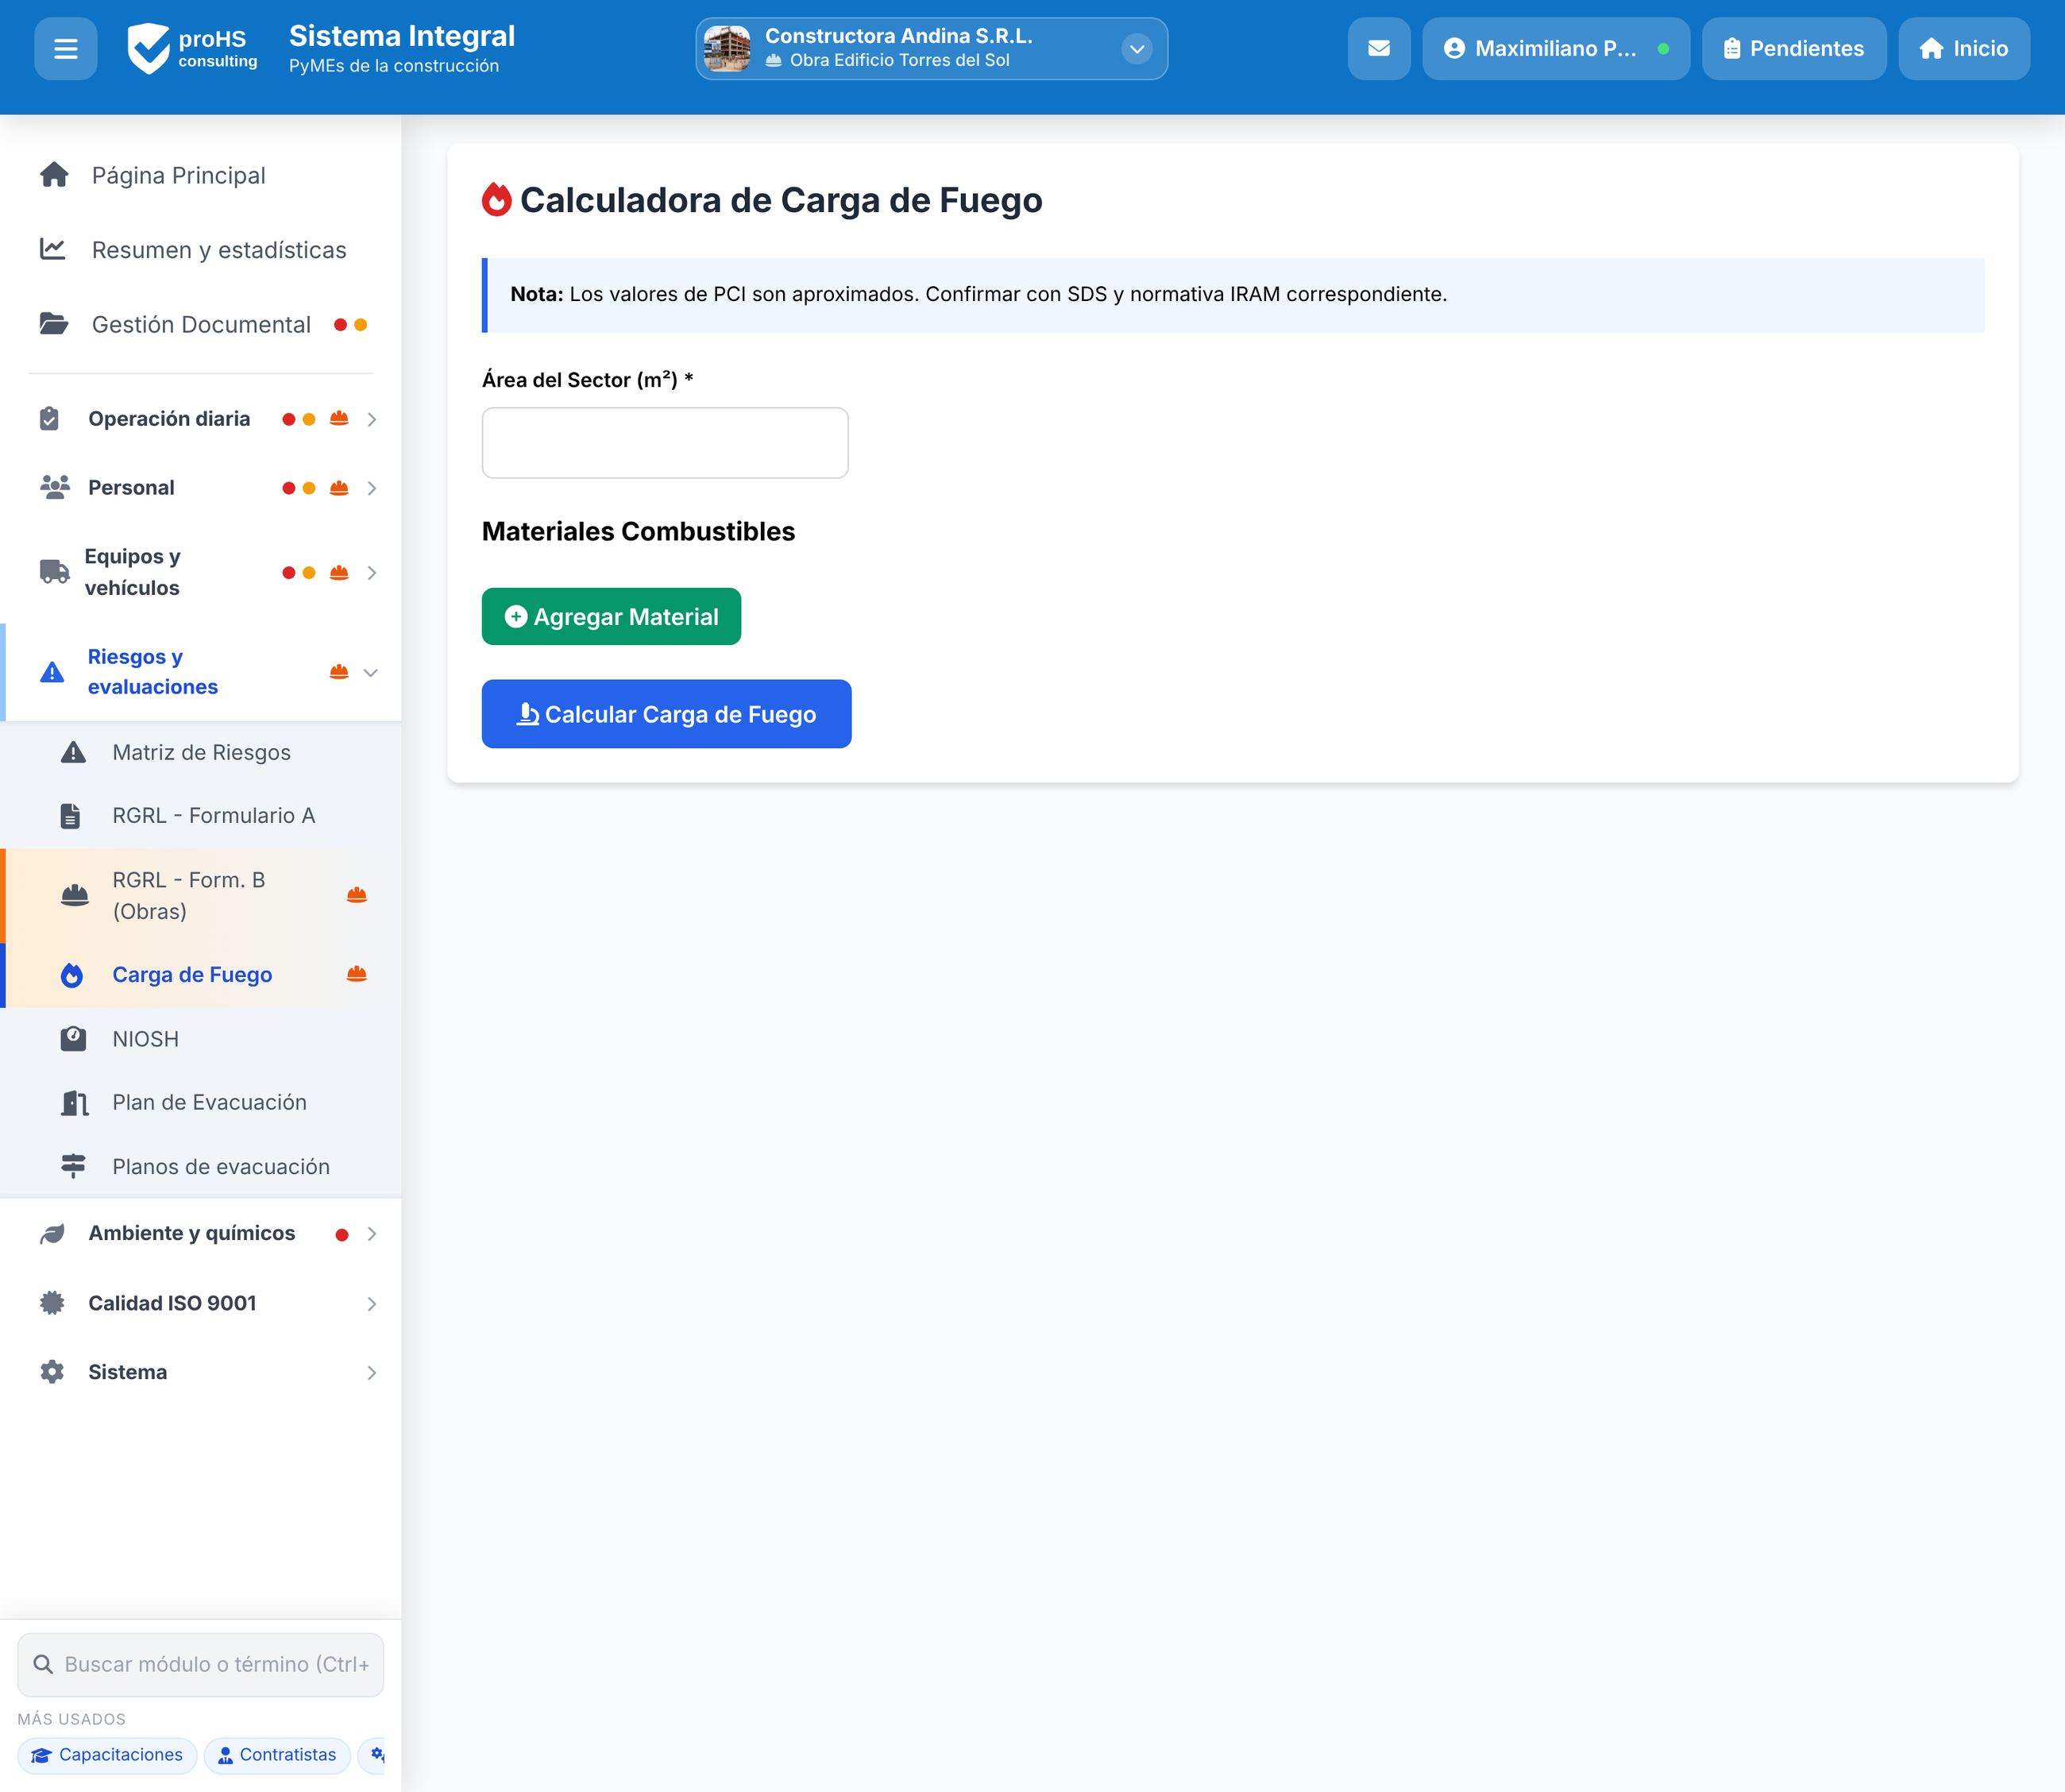 proHS
consulting
Sistema Integral
PyMEs de la construcción
Constructora Andina S.R.L.
Obra Edificio Torres del Sol
Maximiliano P...
Pendientes
Inicio
Página Principal
Resumen y estadísticas
Gestión Documental
Operación diaria
Personal
Equipos y
vehículos
Riesgos y
evaluaciones
Matriz de Riesgos
RGRL - Formulario A
RGRL - Form. B
(Obras)
Carga de Fuego
NIOSH
Plan de Evacuación
Planos de evacuación
Ambiente y químicos
Calidad ISO 9001
Sistema
Buscar módulo o término (Ctrl+
MÁS USADOS
Capacitaciones
Contratistas
Calculadora de Carga de Fuego
Nota: Los valores de PCI son aproximados. Confirmar con SDS y normativa IRAM correspondiente.
Área del Sector (m²) *
Materiales Combustibles
Agregar Material
Calcular Carga de Fuego